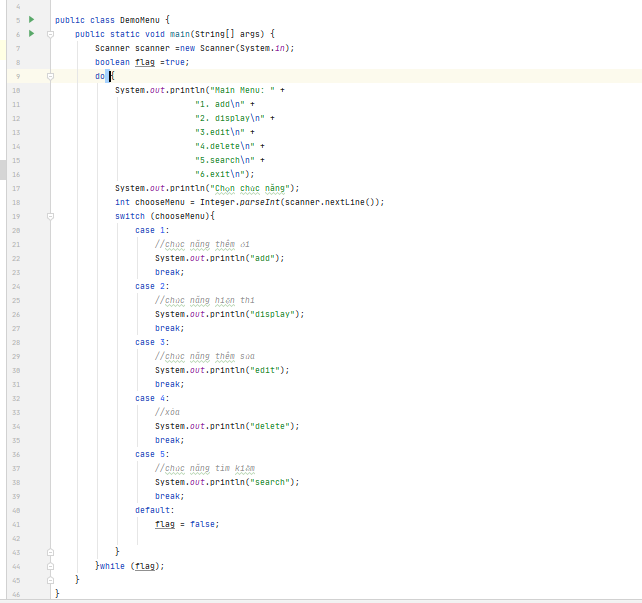 4
5 public class DemoMenu {
6 public static void main(String[] args) {
7 Scanner scanner =new Scanner(System.in);
8 boolean flag =true;
9 do {
10 System.out.println("Main Menu: " +
11 "1. add\n" +
12 "2. display\n" +
13 "3.edit\n" +
14 "4.delete\n" +
15 "5.search\n" +
16 "6.exit\n");
17 System.out.println("Chọn chức năng");
18 int chooseMenu = Integer.parseInt(scanner.nextLine());
19 switch (chooseMenu){
20 case 1:
21 //chức năng thêm
22 System.out.println("add");
23 break;
24 case 2:
25 //chức năng hiện thi
26 System.out.println("display");
27 break;
28 case 3:
29 //chức năng thêm sửa
30 System.out.println("edit");
31 break;
32 case 4:
33 //xóa
34 System.out.println("delete");
35 break;
36 case 5:
37 //chức năng tìm kiếm
38 System.out.println("search");
39 break;
40 default:
41 flag = false;
42
43 }
44 }while (flag);
45 }
46 }